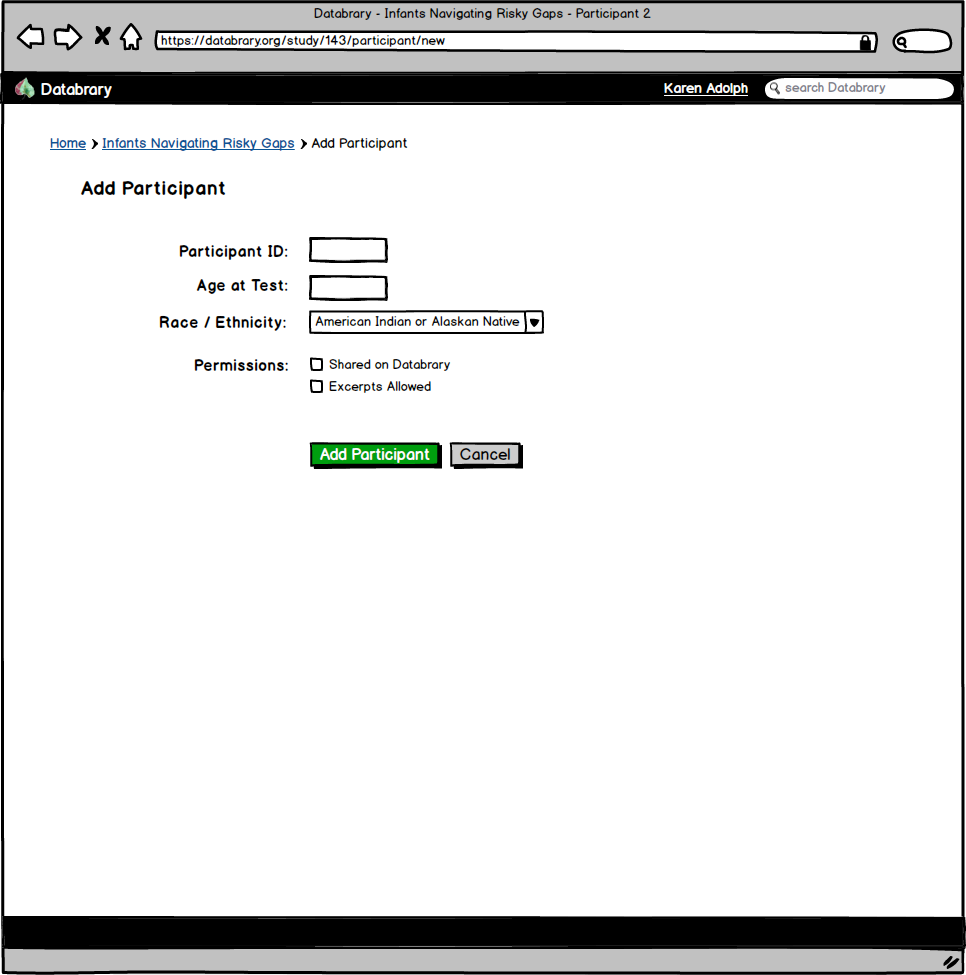 Databrary - Infants Navigating Risky Gaps - Participant 2
https://databrary.org/study/143/participant/new
Databrary
Karen Adolph
search Databrary
Home > Infants Navigating Risky Gaps > Add Participant
Add Participant
Participant ID:
Age at Test:
Race / Ethnicity: American Indian or Alaskan Native
Permissions: Shared on Databrary
Excerpts Allowed
Add Participant Cancel